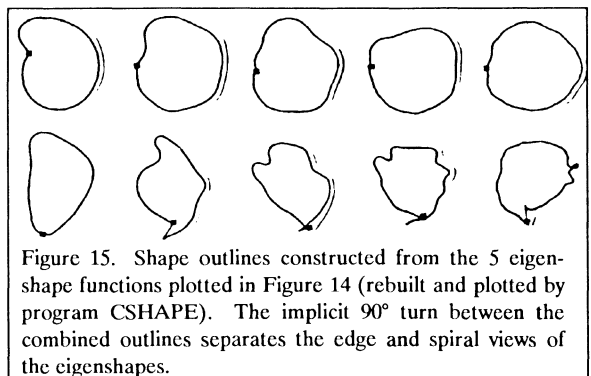 Figure 15. Shape outlines constructed from the 5 eigen-
shape functions plotted in Figure 14 (rebuilt and plotted by
program CSHAPE). The implicit 90° turn between the
combined outlines separates the edge and spiral views of
the eigenshapes.